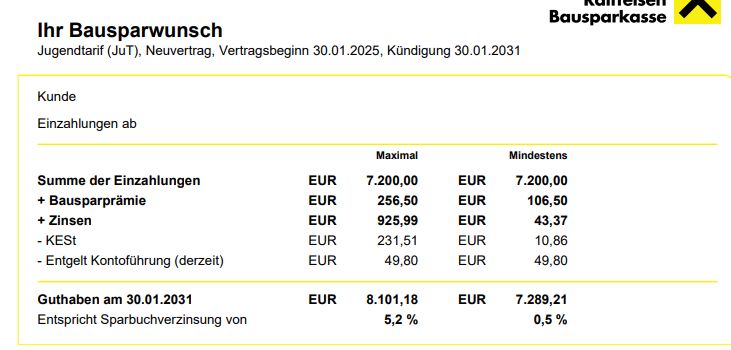 Raiffeisen
Bausparkasse
Ihr Bausparwunsch
Jugendtarif (JuT), Neuvertrag, Vertragsbeginn 30.01.2025, Kündigung 30.01.2031
Kunde
Einzahlungen ab
Maximal Mindestens
Summe der Einzahlungen EUR 7.200,00 EUR 7.200,00
+ Bausparprämie EUR 256,50 EUR 106,50
+ Zinsen EUR 925,99 EUR 43,37
- KESt EUR 231,51 EUR 10,86
- Entgelt Kontoführung (derzeit) EUR 49,80 EUR 49,80
Guthaben am 30.01.2031 EUR 8.101,18 EUR 7.289,21
Entspricht Sparbuchverzinsung von 5,2 % 0,5 %